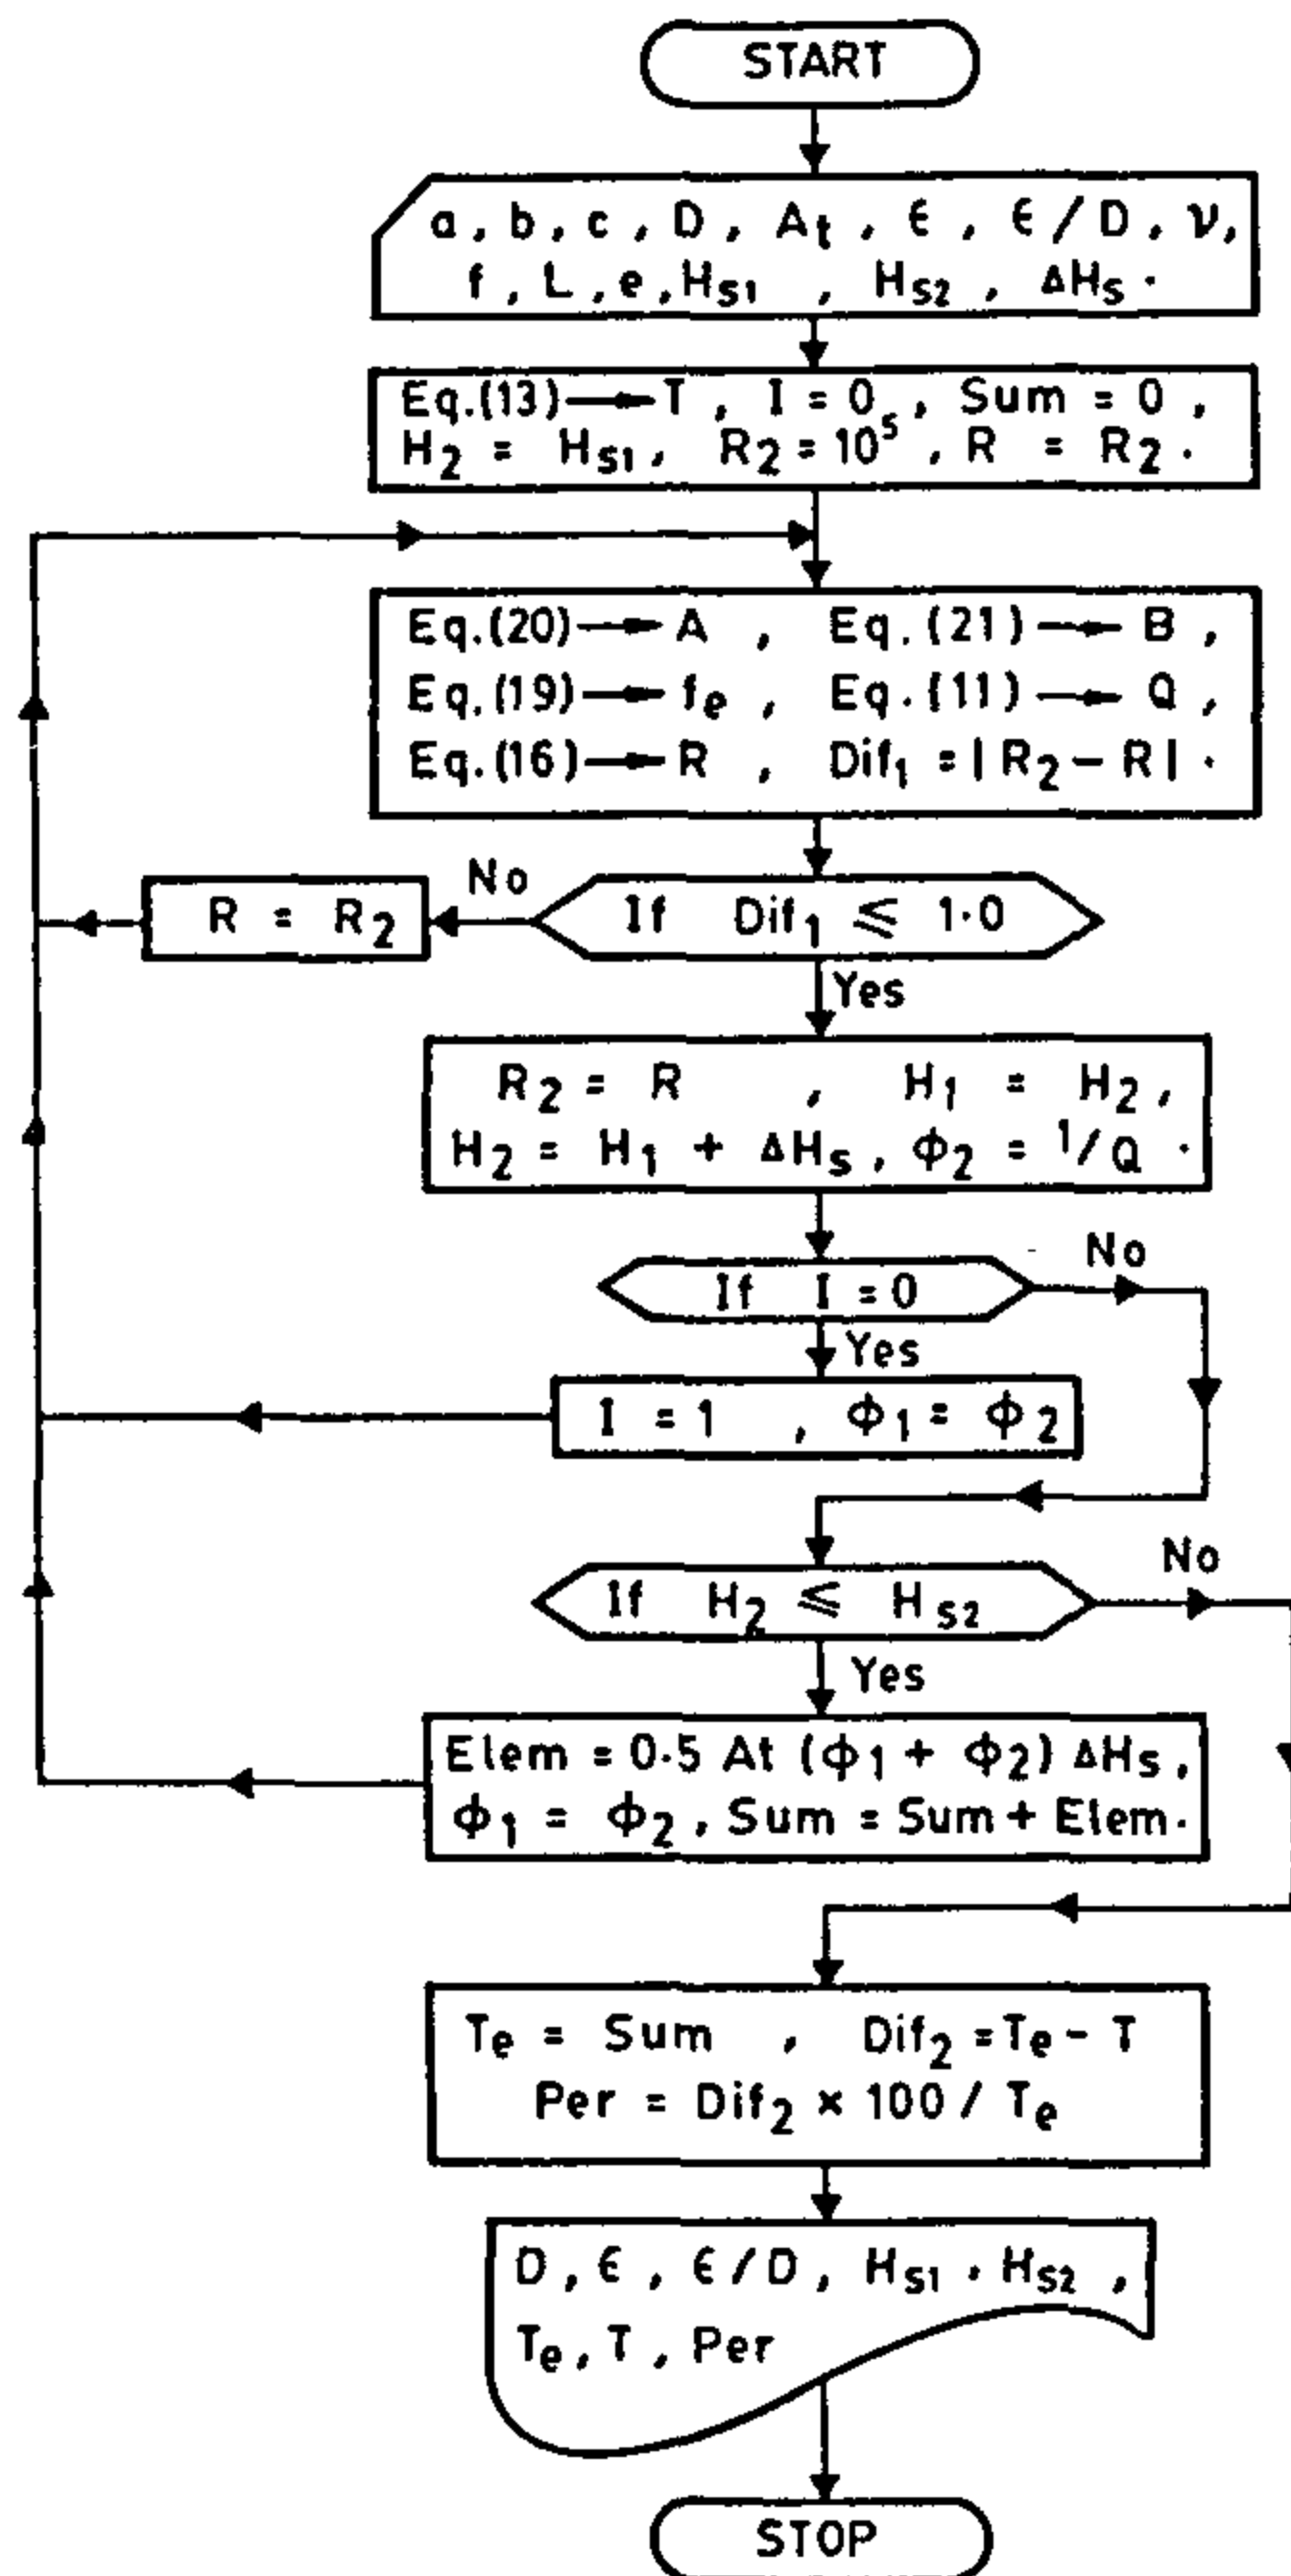 START
a, b, c, D, At, ϵ, ϵ/D, ν,
f, L, e, HS1, HS2, ΔHS.
Eq.(13)→T, I = 0, Sum = 0,
H2 = HS1, R2 = 10^5, R = R2.
Eq.(20)→A, Eq.(21)→B,
Eq.(19)→fe, Eq.(11)→Q,
Eq.(16)→R, Dif1 = |R2 - R|.
No
R = R2
If Dif1 ⩽ 1·0
Yes
R2 = R, H1 = H2,
H2 = H1 + ΔHS, ϕ2 = 1/Q.
No
If I = 0
Yes
I = 1, ϕ1 = ϕ2
No
If H2 ⩽ HS2
Yes
Elem = 0·5 At (ϕ1 + ϕ2) ΔHS,
ϕ1 = ϕ2, Sum = Sum + Elem.
Te = Sum, Dif2 = Te - T
Per = Dif2 × 100 / Te
D, ϵ, ϵ/D, HS1, HS2,
Te, T, Per
STOP